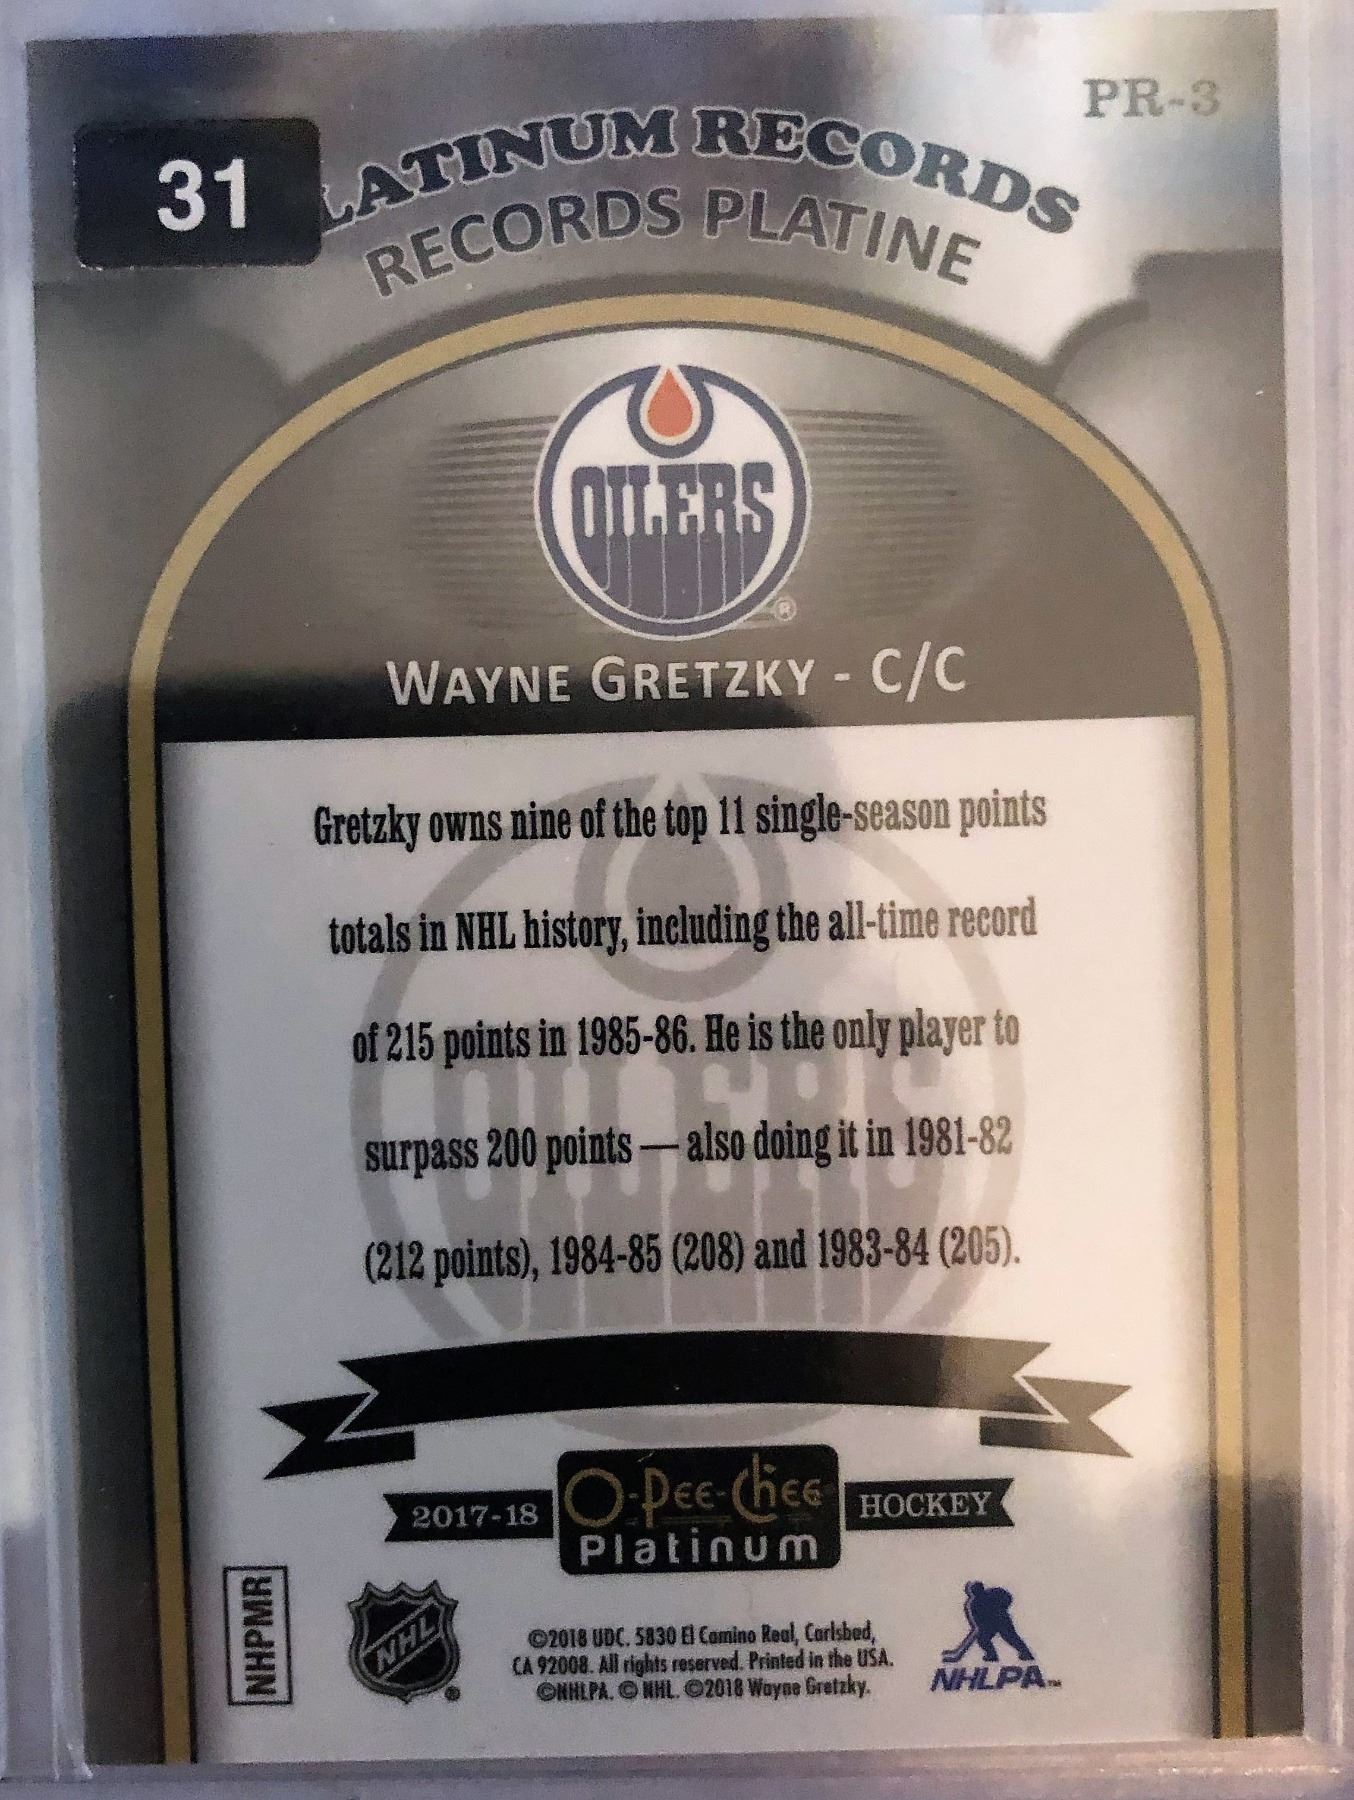 PR-3
31
LATINUM RECORDS
RECORDS PLATINE
OILERS
®
WAYNE GRETZKY - C/C
Gretzky owns nine of the top 11 single-season points
totals in NHL history, including the all-time record
of 215 points in 1985-86. He is the only player to
surpass 200 points — also doing it in 1981-82
(212 points), 1984-85 (208) and 1983-84 (205).
OILERS
2017-18
O-Pee-Chee
Platinum
HOCKEY
NHPMR
NHL
®
©2018 UDC. 5830 El Camino Real, Carlsbad,
CA 92008. All rights reserved. Printed in the USA.
©NHLPA. © NHL. ©2018 Wayne Gretzky.
NHLPA™